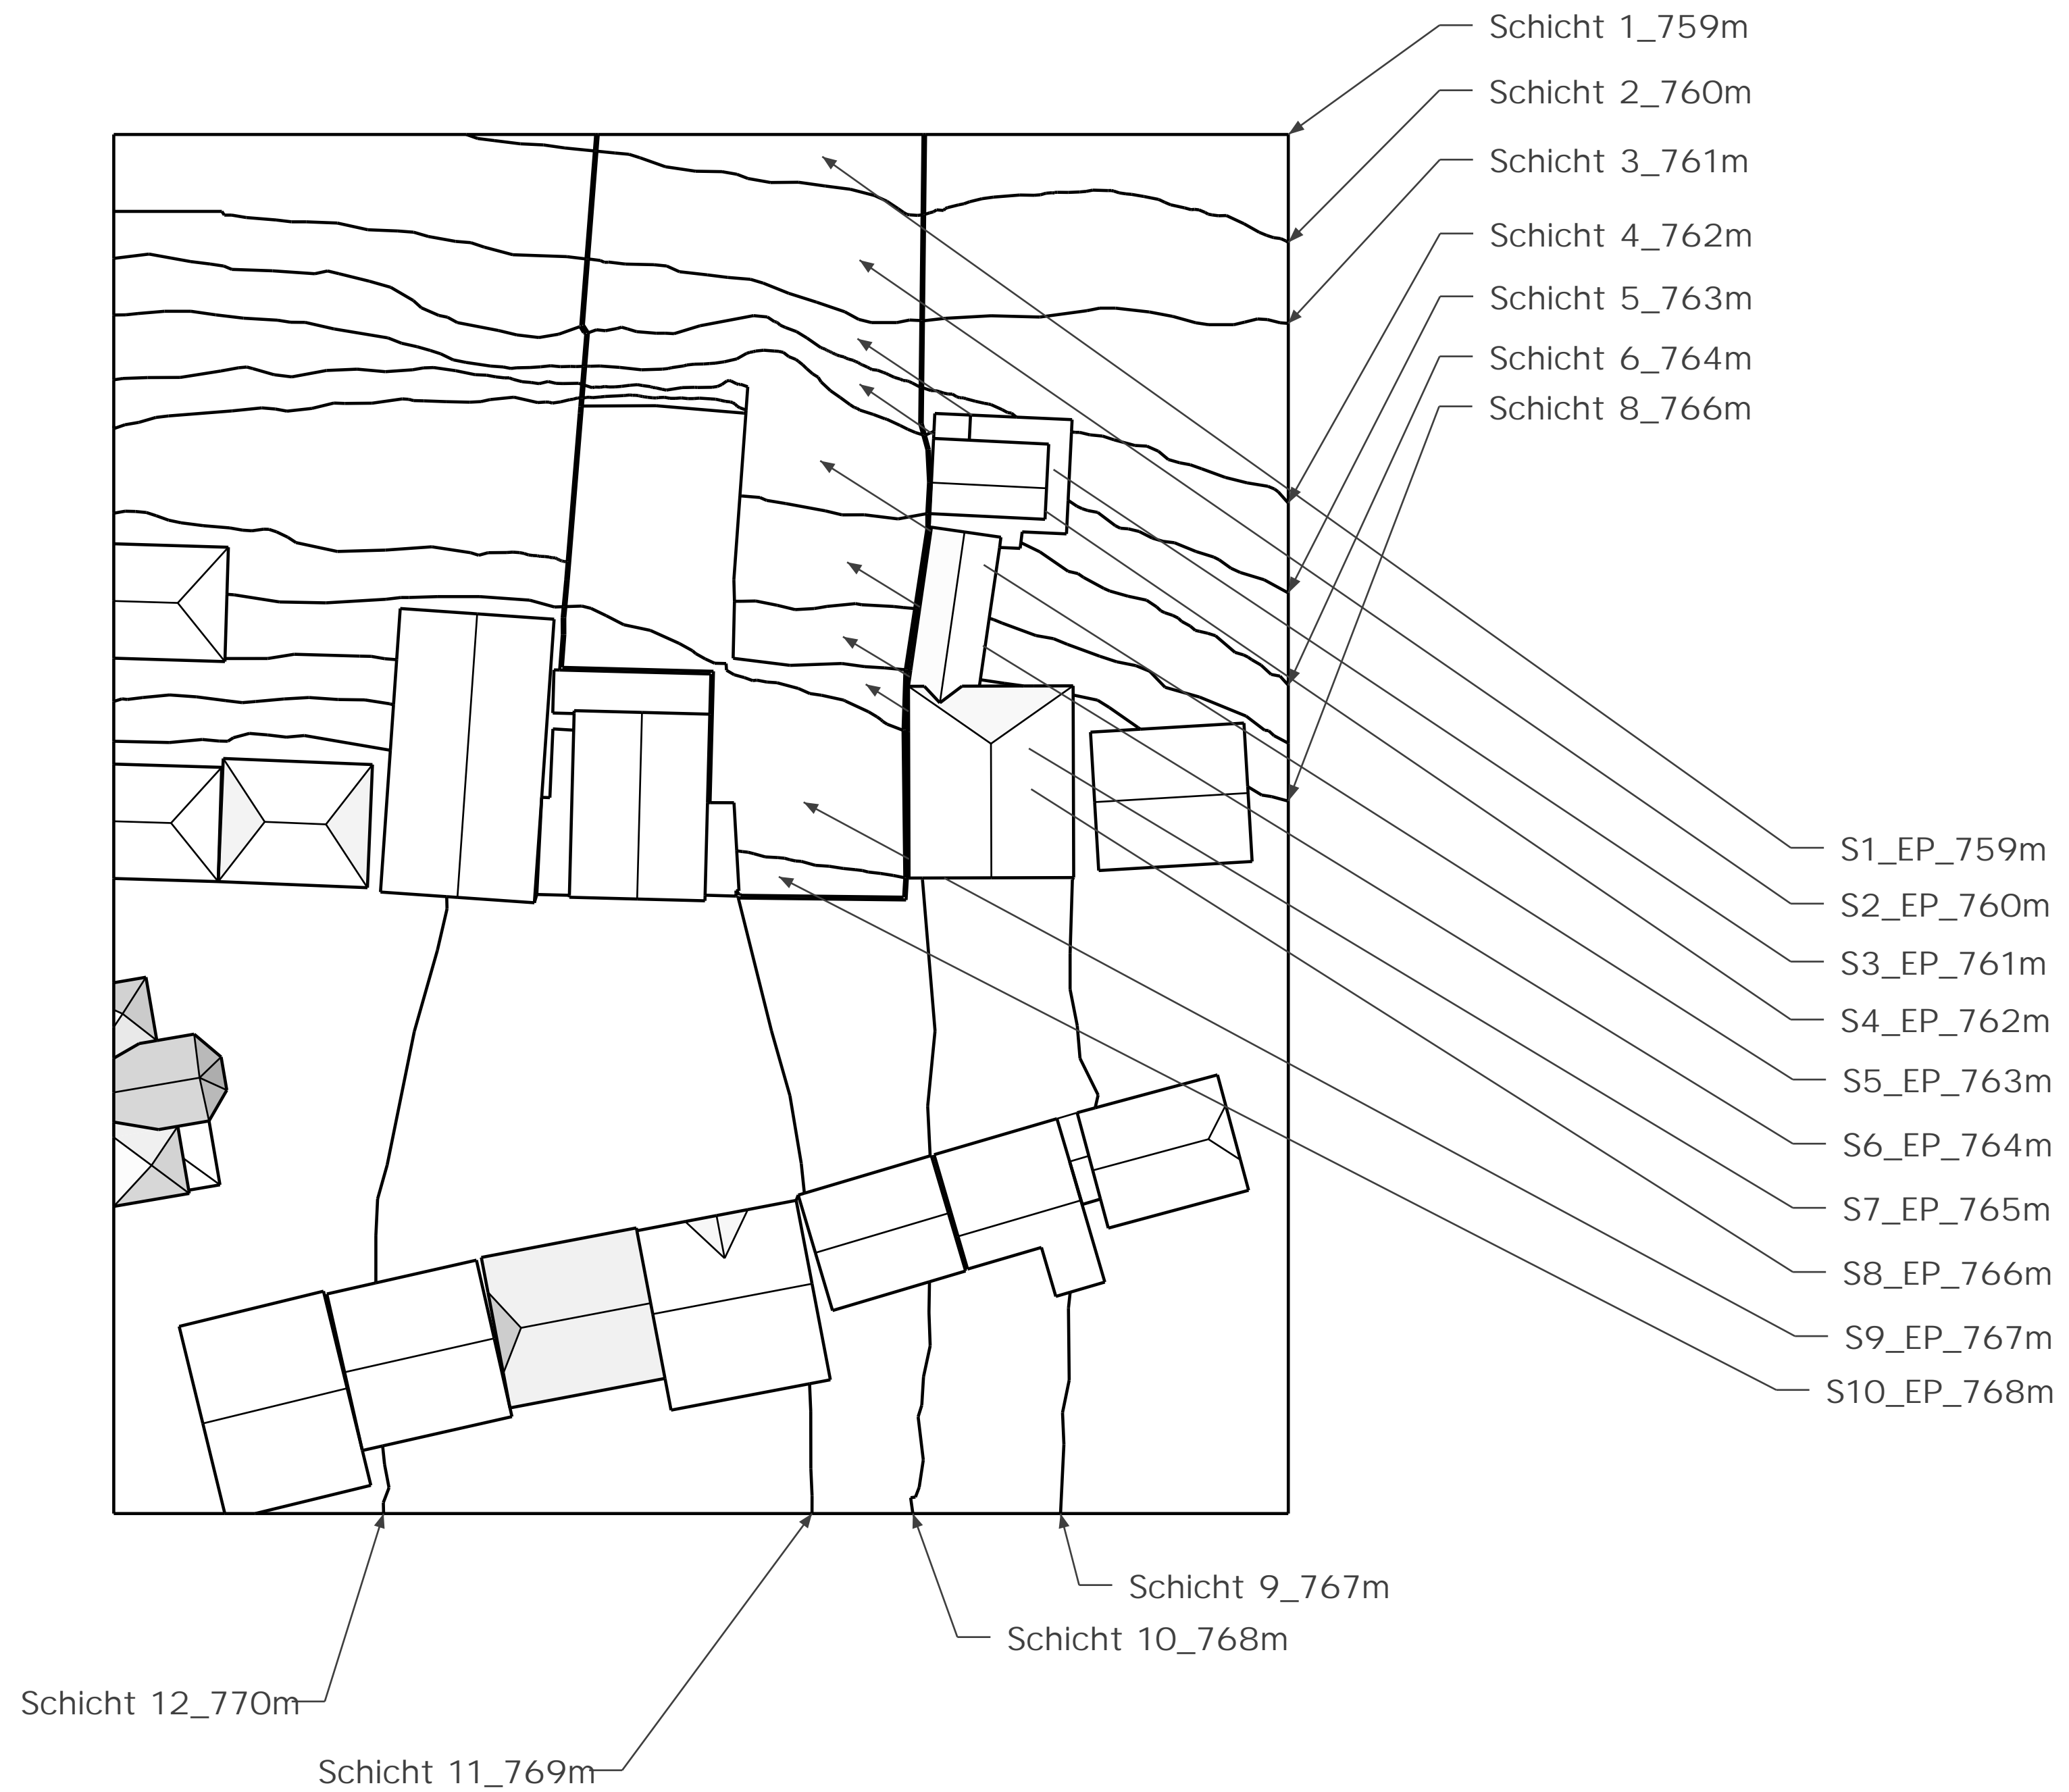 Schicht 1_759m
Schicht 2_760m
Schicht 3_761m
Schicht 4_762m
Schicht 5_763m
Schicht 6_764m
Schicht 8_766m
S1_EP_759m
S2_EP_760m
S3_EP_761m
S4_EP_762m
S5_EP_763m
S6_EP_764m
S7_EP_765m
S8_EP_766m
S9_EP_767m
S10_EP_768m
Schicht 9_767m
Schicht 10_768m
Schicht 12_770m
Schicht 11_769m